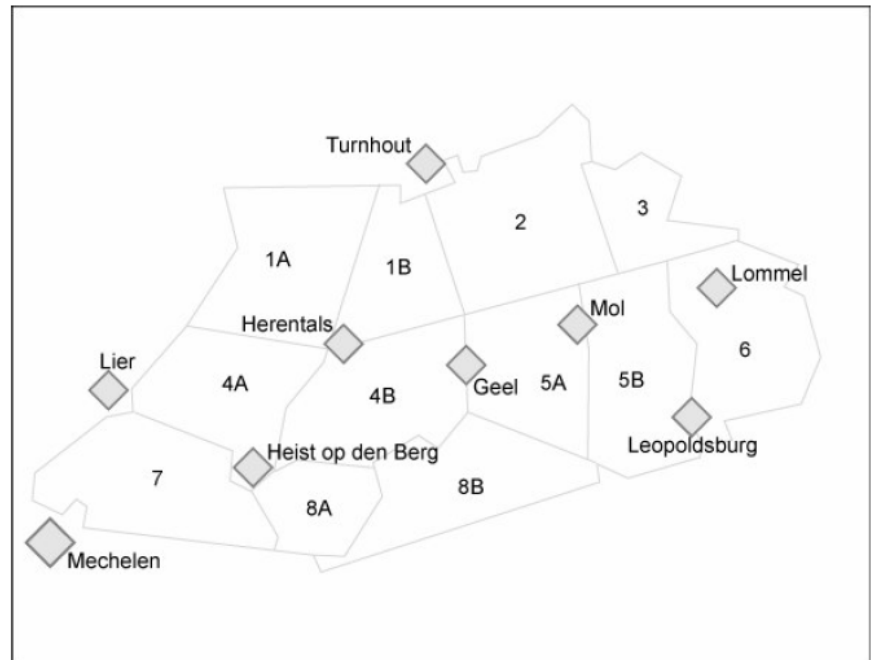 Turnhout
3
2
1A
1B
Lommel
Mol
Herentals
6
Lier
4A
4B
Geel
5A
5B
Leopoldsburg
Heist op den Berg
7
8A
8B
Mechelen